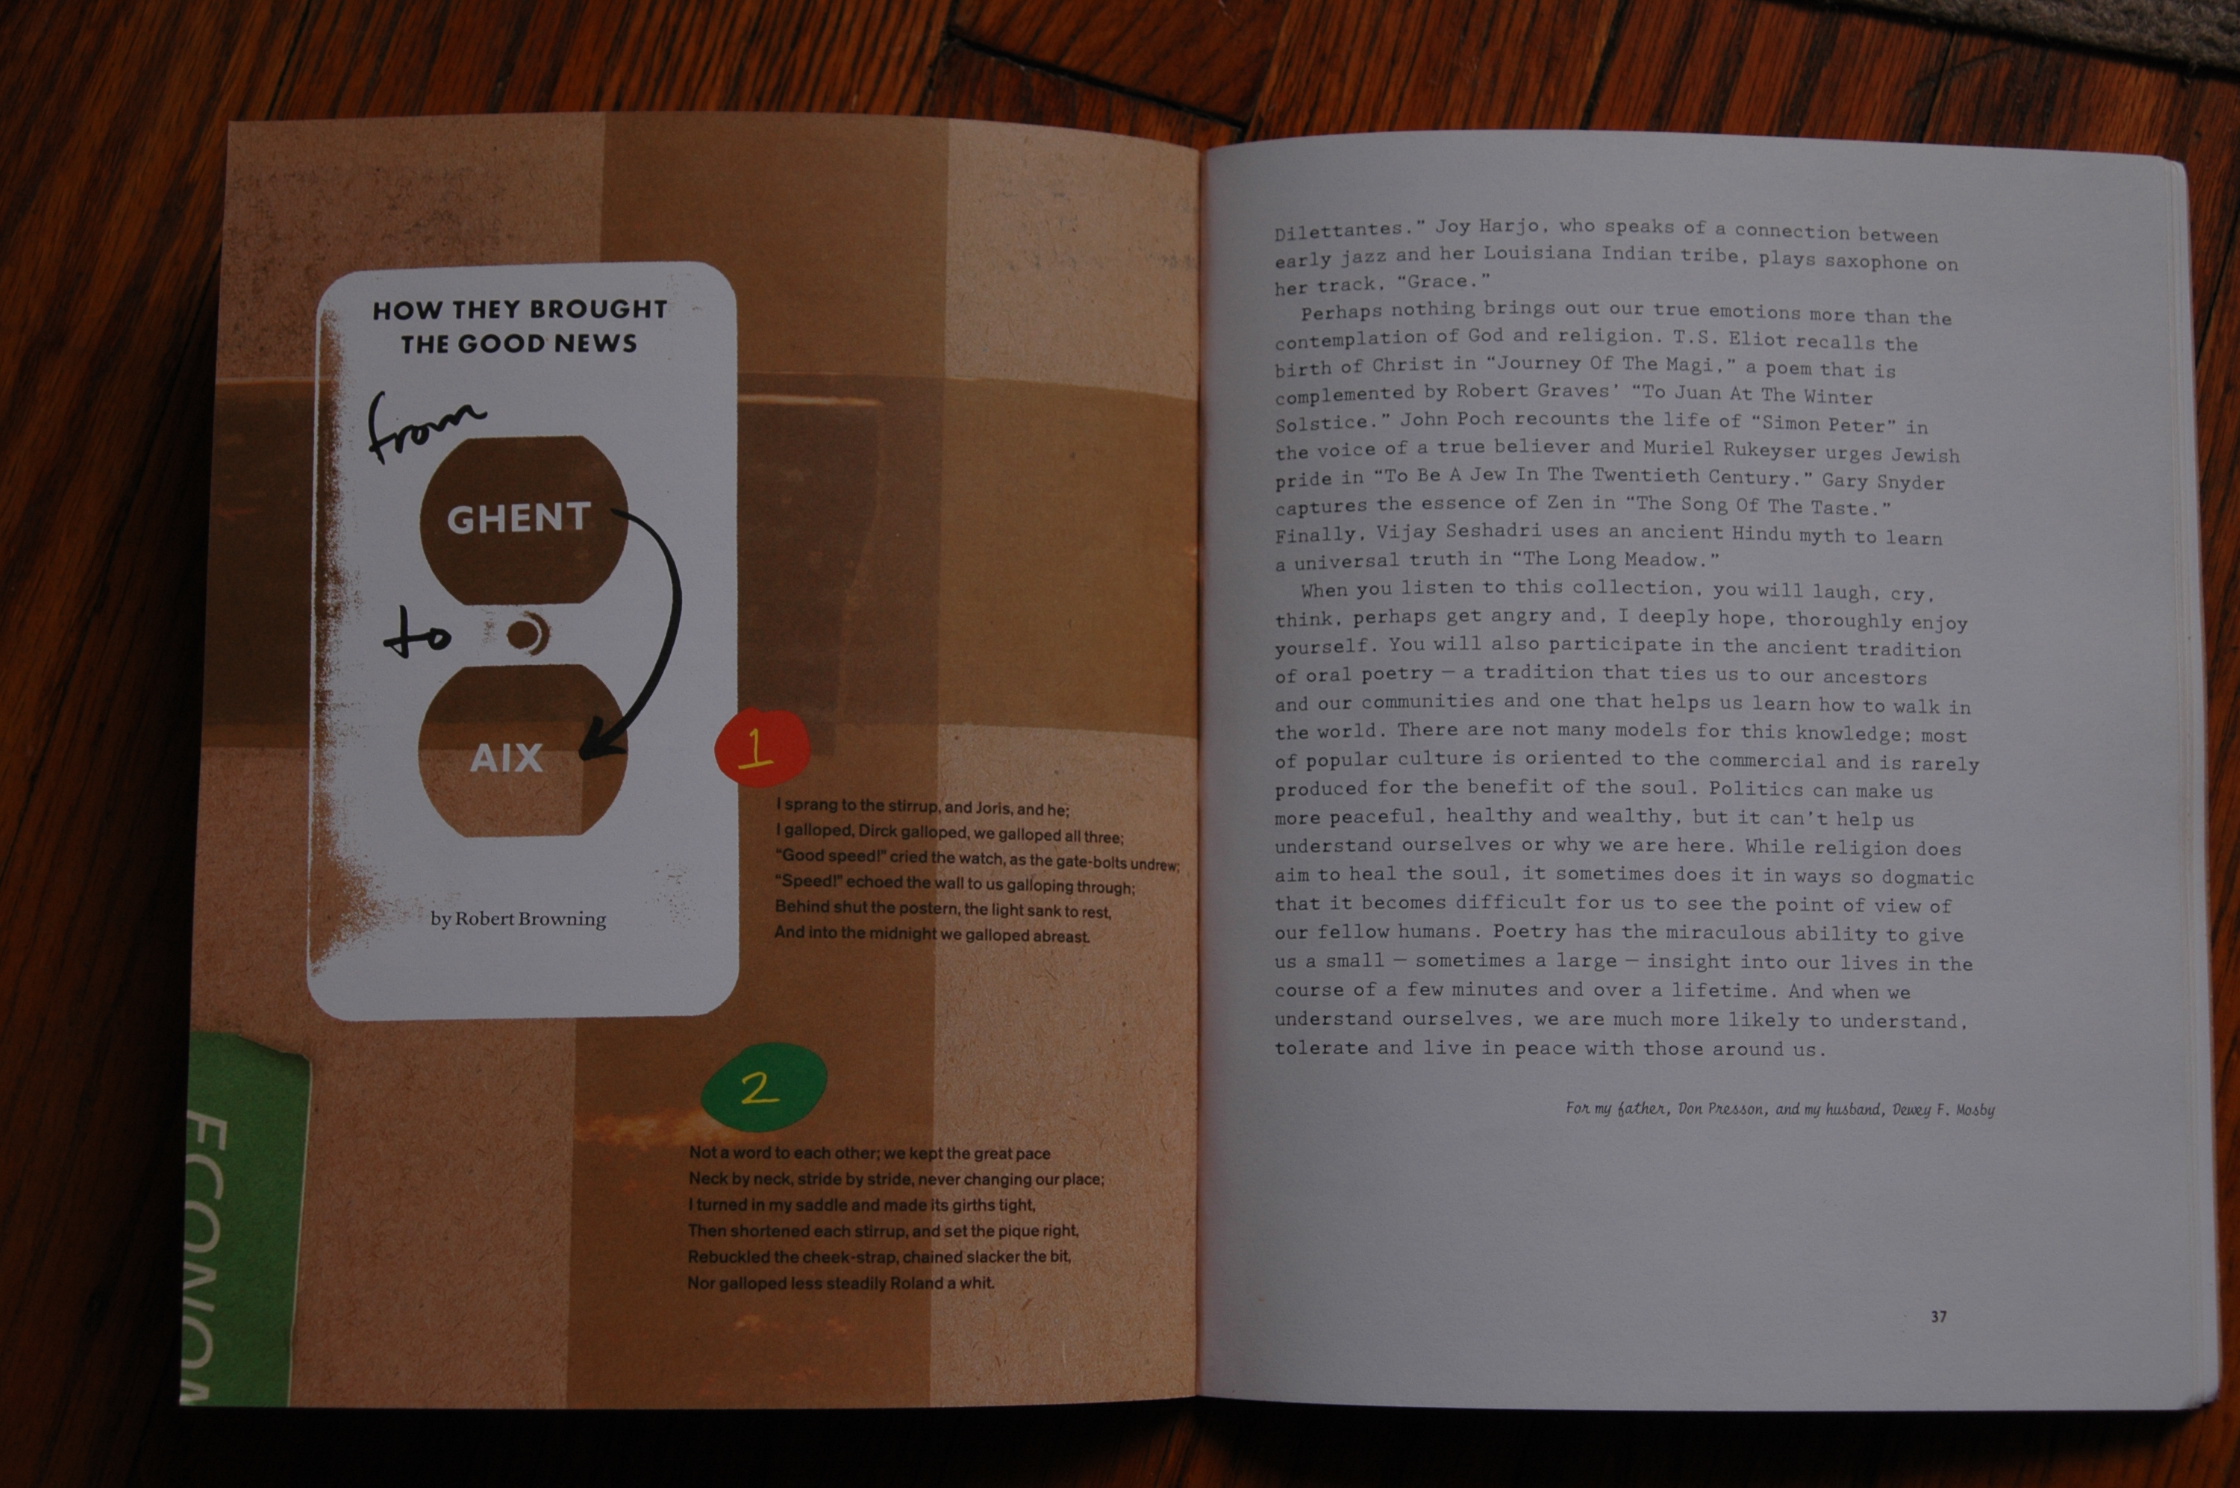 HOW THEY BROUGHT
THE GOOD NEWS
from
GHENT
to
AIX
by Robert Browning
1
I sprang to the stirrup, and Joris, and he;
I galloped, Dirck galloped, we galloped all three;
"Good speed!" cried the watch, as the gate-bolts undrew;
"Speed!" echoed the wall to us galloping through;
Behind shut the postern, the light sank to rest,
And into the midnight we galloped abreast.
2
Not a word to each other; we kept the great pace
Neck by neck, stride by stride, never changing our place;
I turned in my saddle and made its girths tight,
Then shortened each stirrup, and set the pique right,
Rebuckled the cheek-strap, chained slacker the bit,
Nor galloped less steadily Roland a whit.
ECONOM
Dilettantes." Joy Harjo, who speaks of a connection between
early jazz and her Louisiana Indian tribe, plays saxophone on
her track, "Grace."
Perhaps nothing brings out our true emotions more than the
contemplation of God and religion. T.S. Eliot recalls the
birth of Christ in "Journey Of The Magi," a poem that is
complemented by Robert Graves' "To Juan At The Winter
Solstice." John Poch recounts the life of "Simon Peter" in
the voice of a true believer and Muriel Rukeyser urges Jewish
pride in "To Be A Jew In The Twentieth Century." Gary Snyder
captures the essence of Zen in "The Song Of The Taste."
Finally, Vijay Seshadri uses an ancient Hindu myth to learn
a universal truth in "The Long Meadow."
When you listen to this collection, you will laugh, cry,
think, perhaps get angry and, I deeply hope, thoroughly enjoy
yourself. You will also participate in the ancient tradition
of oral poetry — a tradition that ties us to our ancestors
and our communities and one that helps us learn how to walk in
the world. There are not many models for this knowledge; most
of popular culture is oriented to the commercial and is rarely
produced for the benefit of the soul. Politics can make us
more peaceful, healthy and wealthy, but it can't help us
understand ourselves or why we are here. While religion does
aim to heal the soul, it sometimes does it in ways so dogmatic
that it becomes difficult for us to see the point of view of
our fellow humans. Poetry has the miraculous ability to give
us a small — sometimes a large — insight into our lives in the
course of a few minutes and over a lifetime. And when we
understand ourselves, we are much more likely to understand,
tolerate and live in peace with those around us.
For my father, Don Presson, and my husband, Dewey F. Mosby
37